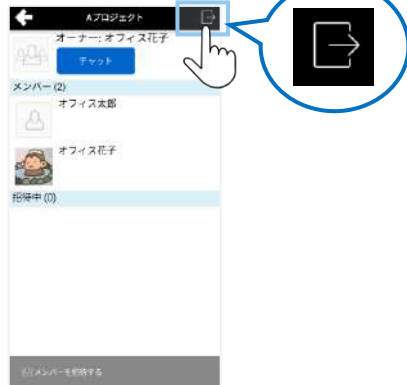 Aプロジェクト
オーナー: オフィス花子
チャット
メンバー (2)
オフィス太郎
オフィス花子
招待中 (0)
メンバーを招待する